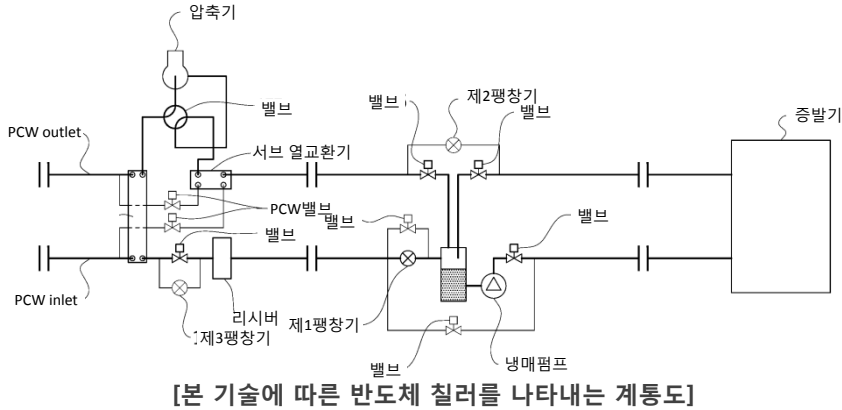 압축기
밸브
제2팽창기
밸브
밸브
증발기
PCW outlet
서브 열교환기
PCW밸브
밸브
밸브
밸브
PCW inlet
리시버
제3팽창기
제1팽창기
밸브
냉매펌프
[본 기술에 따른 반도체 칠러를 나타내는 계통도]